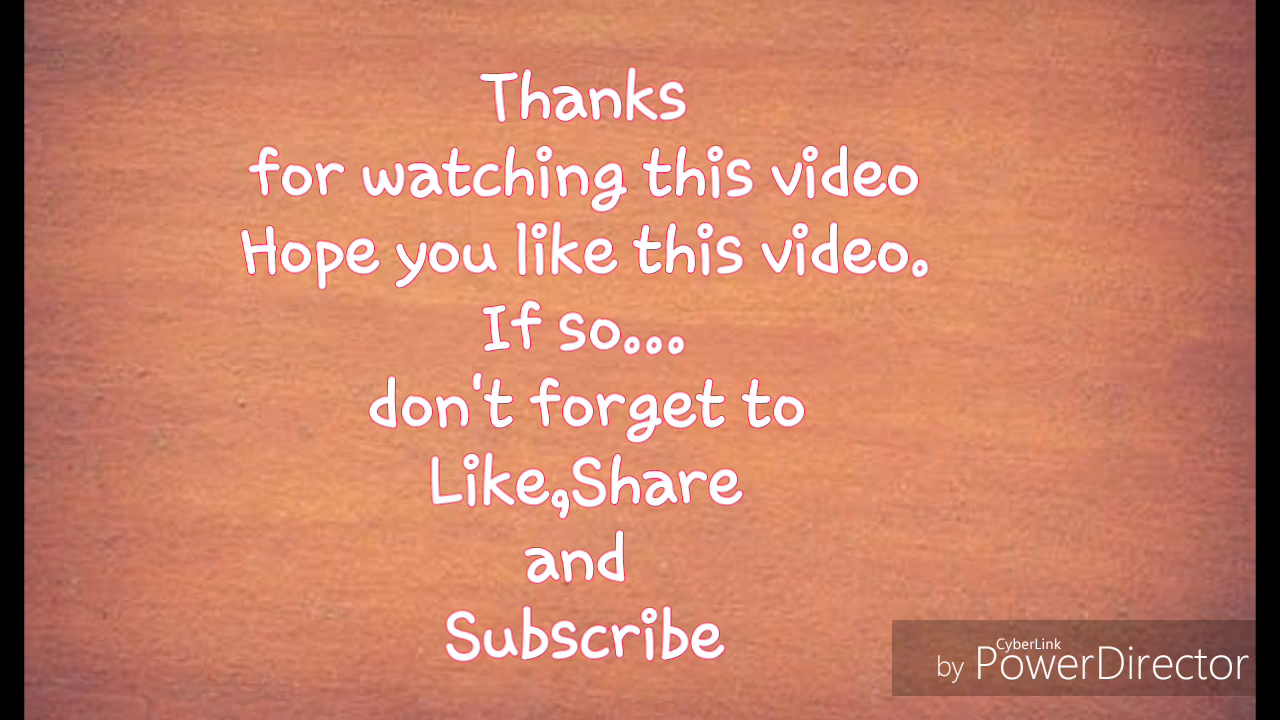 Thanks
for watching this video
Hope you like this video.
If so...
don't forget to
Like,Share
and
Subscribe
CyberLink
by PowerDirector